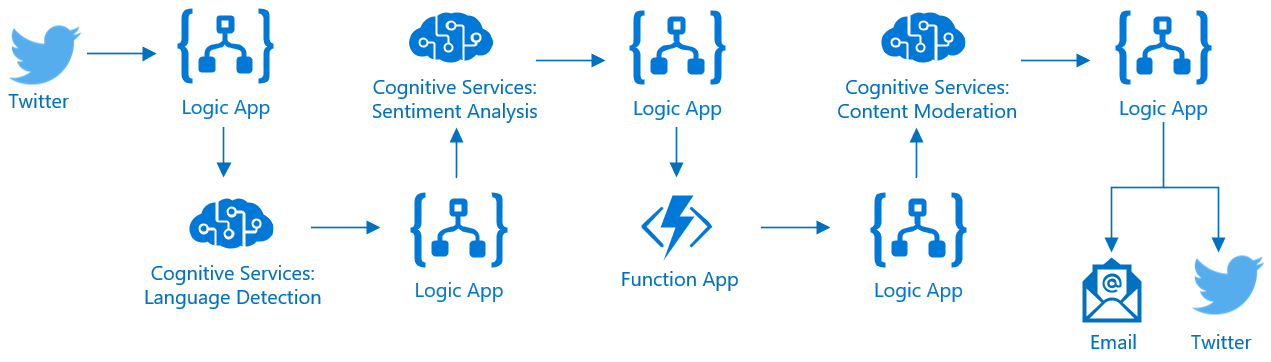 Twitter
Logic App
Cognitive Services:
Language Detection
Logic App
Cognitive Services:
Sentiment Analysis
Logic App
Function App
Logic App
Cognitive Services:
Content Moderation
Logic App
@
Email
Twitter